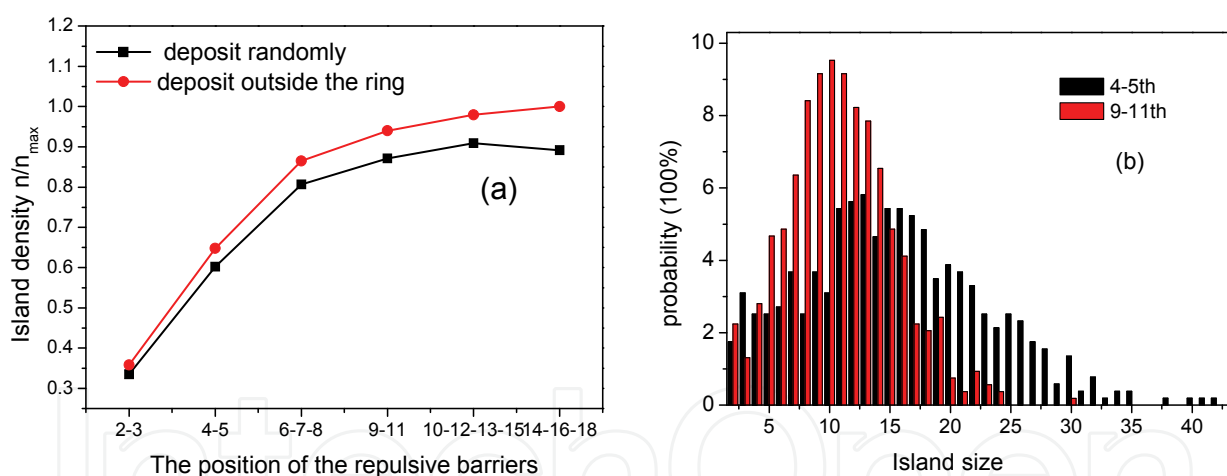 1.2
1.1
1.0
0.9
0.8
0.7
0.6
0.5
0.4
0.3
Island density n/n_max
deposit randomly
deposit outside the ring
(a)
2-3 4-5 6-7-8 9-11 10-12-13-15 14-16-18
The position of the repulsive barriers
10
8
6
4
2
0
probability (100%)
4-5th
9-11th
(b)
5 10 15 20 25 30 35 40
Island size
IntechOpen